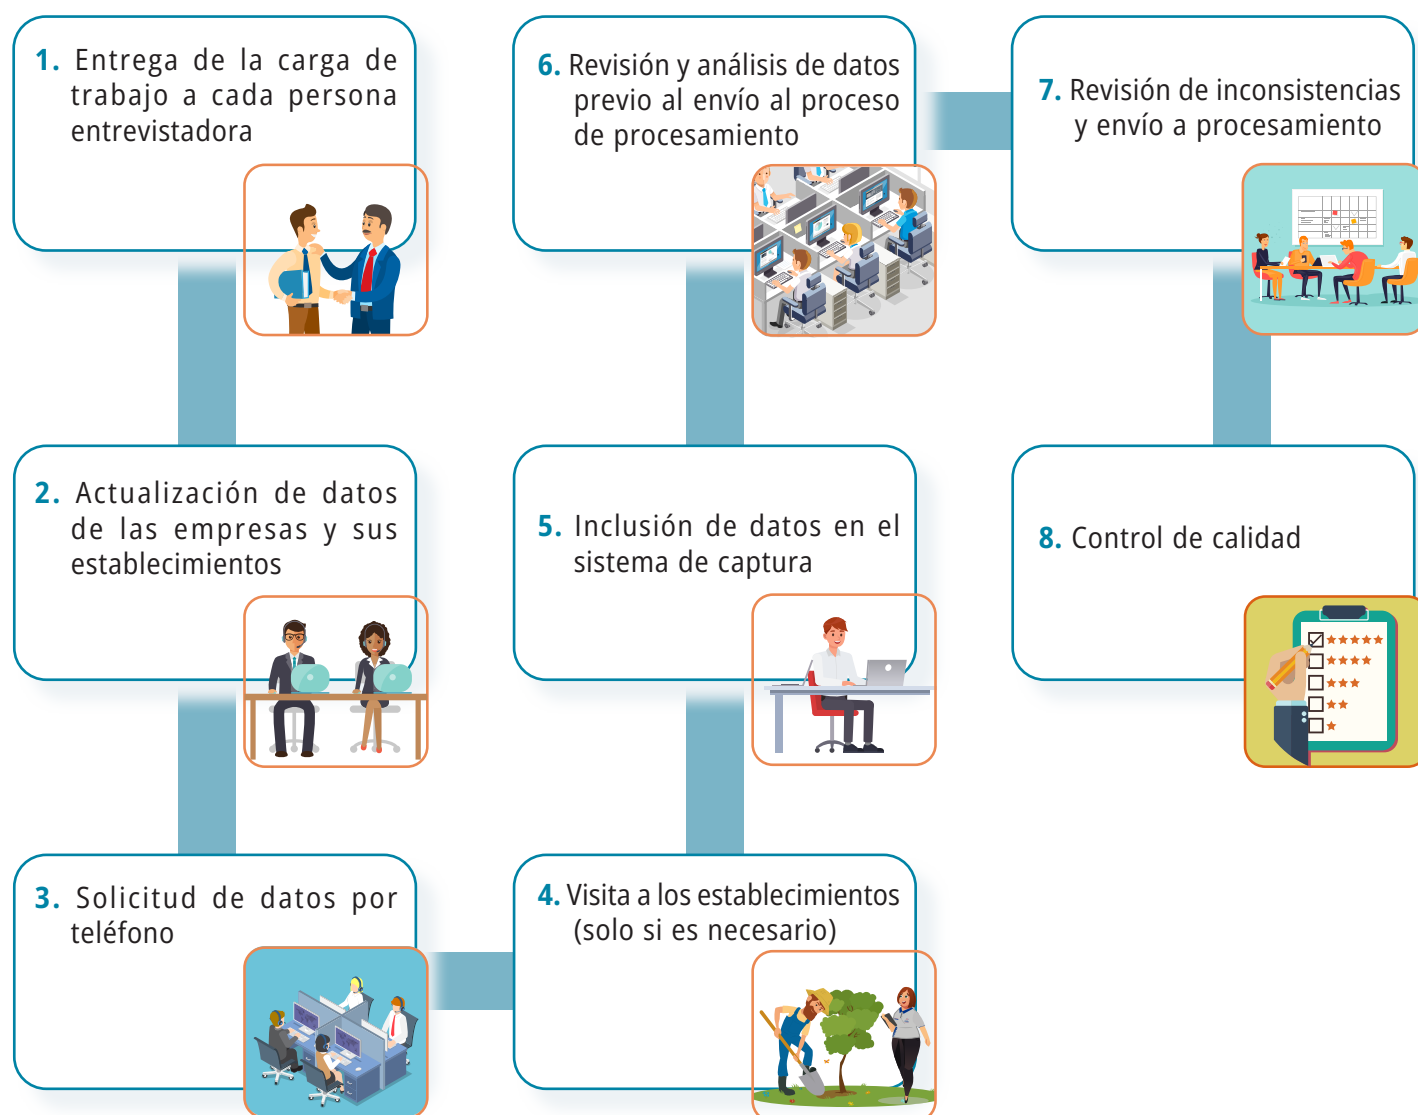 1. Entrega de la carga de
trabajo a cada persona
entrevistadora
2. Actualización de datos
de las empresas y sus
establecimientos
3. Solicitud de datos por
teléfono
4. Visita a los establecimientos
(solo si es necesario)
5. Inclusión de datos en el
sistema de captura
6. Revisión y análisis de datos
previo al envío al proceso
de procesamiento
7. Revisión de inconsistencias
y envío a procesamiento
8. Control de calidad